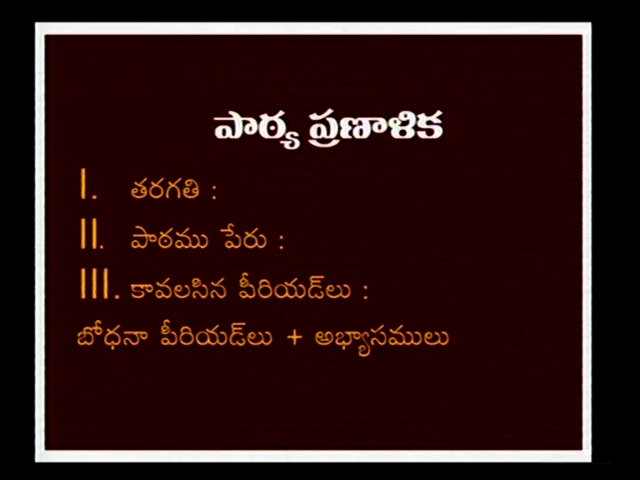 పాఠ్య ప్రణాళిక
I. తరగతి :
II. పాఠము పేరు :
III. కావలసిన పీరియడ్‌లు :
బోధనా పీరియడ్‌లు + అభ్యాసములు